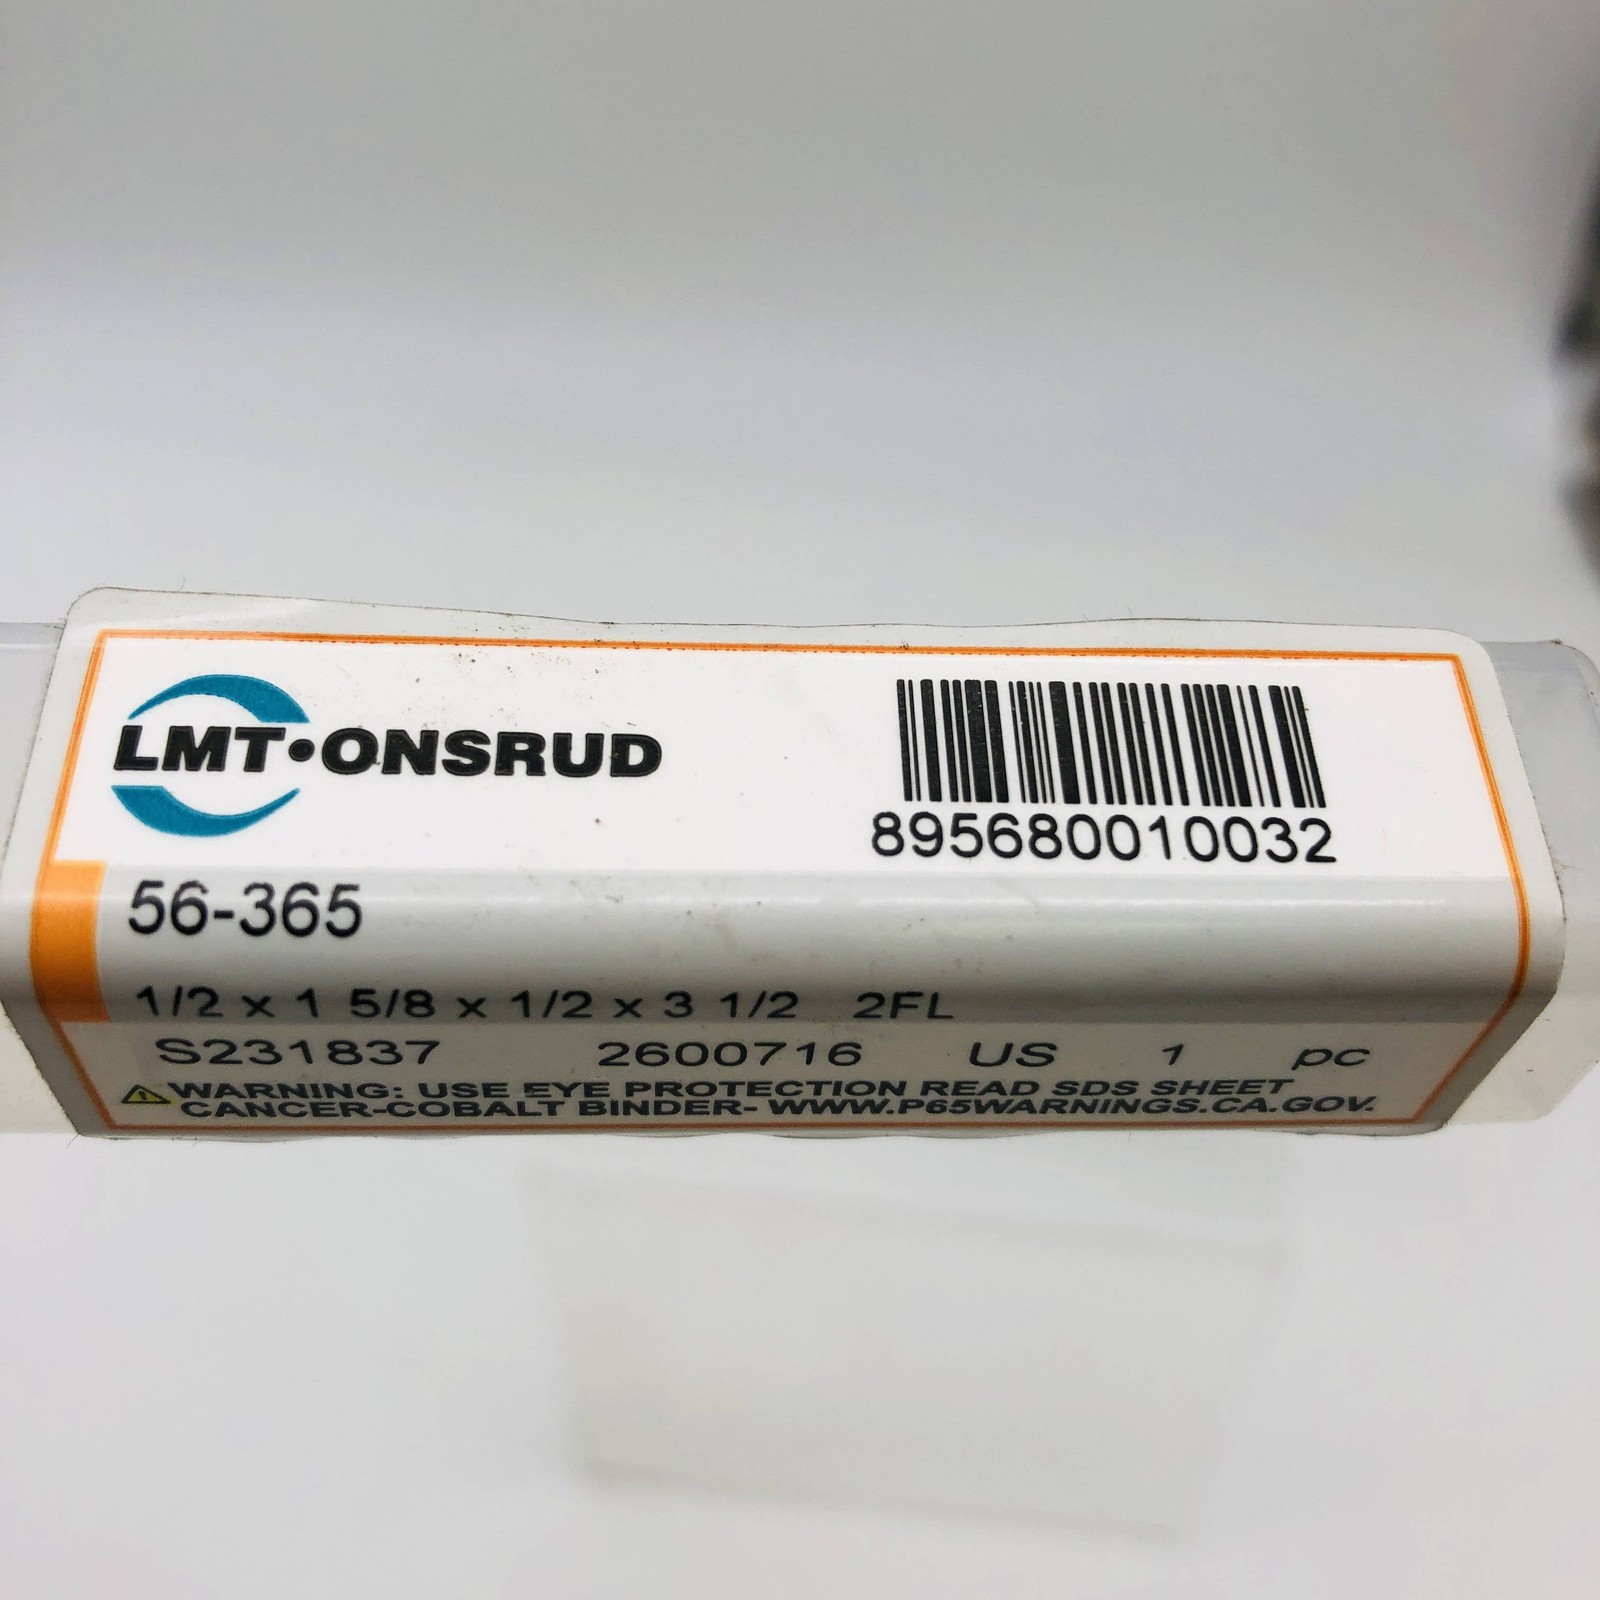 LMT•ONSRUD
895680010032
56-365
1/2 x 1 5/8 x 1/2 x 3 1/2 2FL
S231837 2600716 US 1 pc
WARNING: USE EYE PROTECTION READ SDS SHEET
CANCER-COBALT BINDER- WWW.P65WARNINGS.CA.GOV.